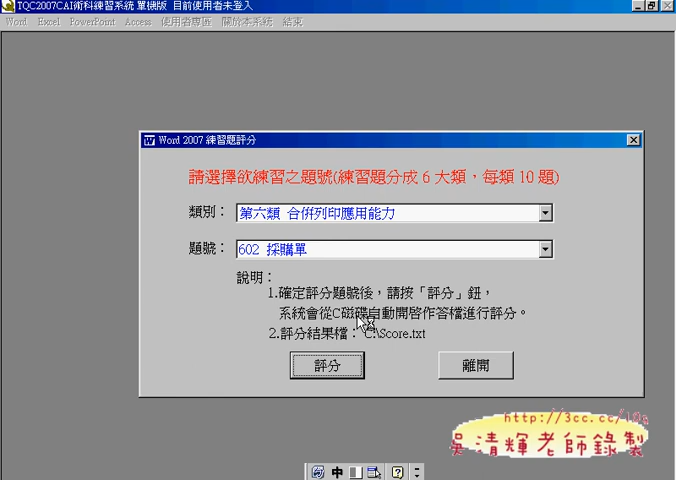 TQC2007CAI術科練習系統 單機版 目前使用者未登入
Word Excel PowerPoint Access 使用者專區 關於本系統 結束
Word 2007 練習題評分
請選擇欲練習之題號(練習題分成 6 大類，每類 10 題)
類別： 第六類 合併列印應用能力
題號： 602 採購單
說明：
1.確定評分題號後，請按「評分」鈕，
系統會從C磁碟自動開啓作答檔進行評分。
2.評分結果檔：C:\Score.txt
評分 離開
http://3cc.cc/10a
吳清輝老師錄製
中